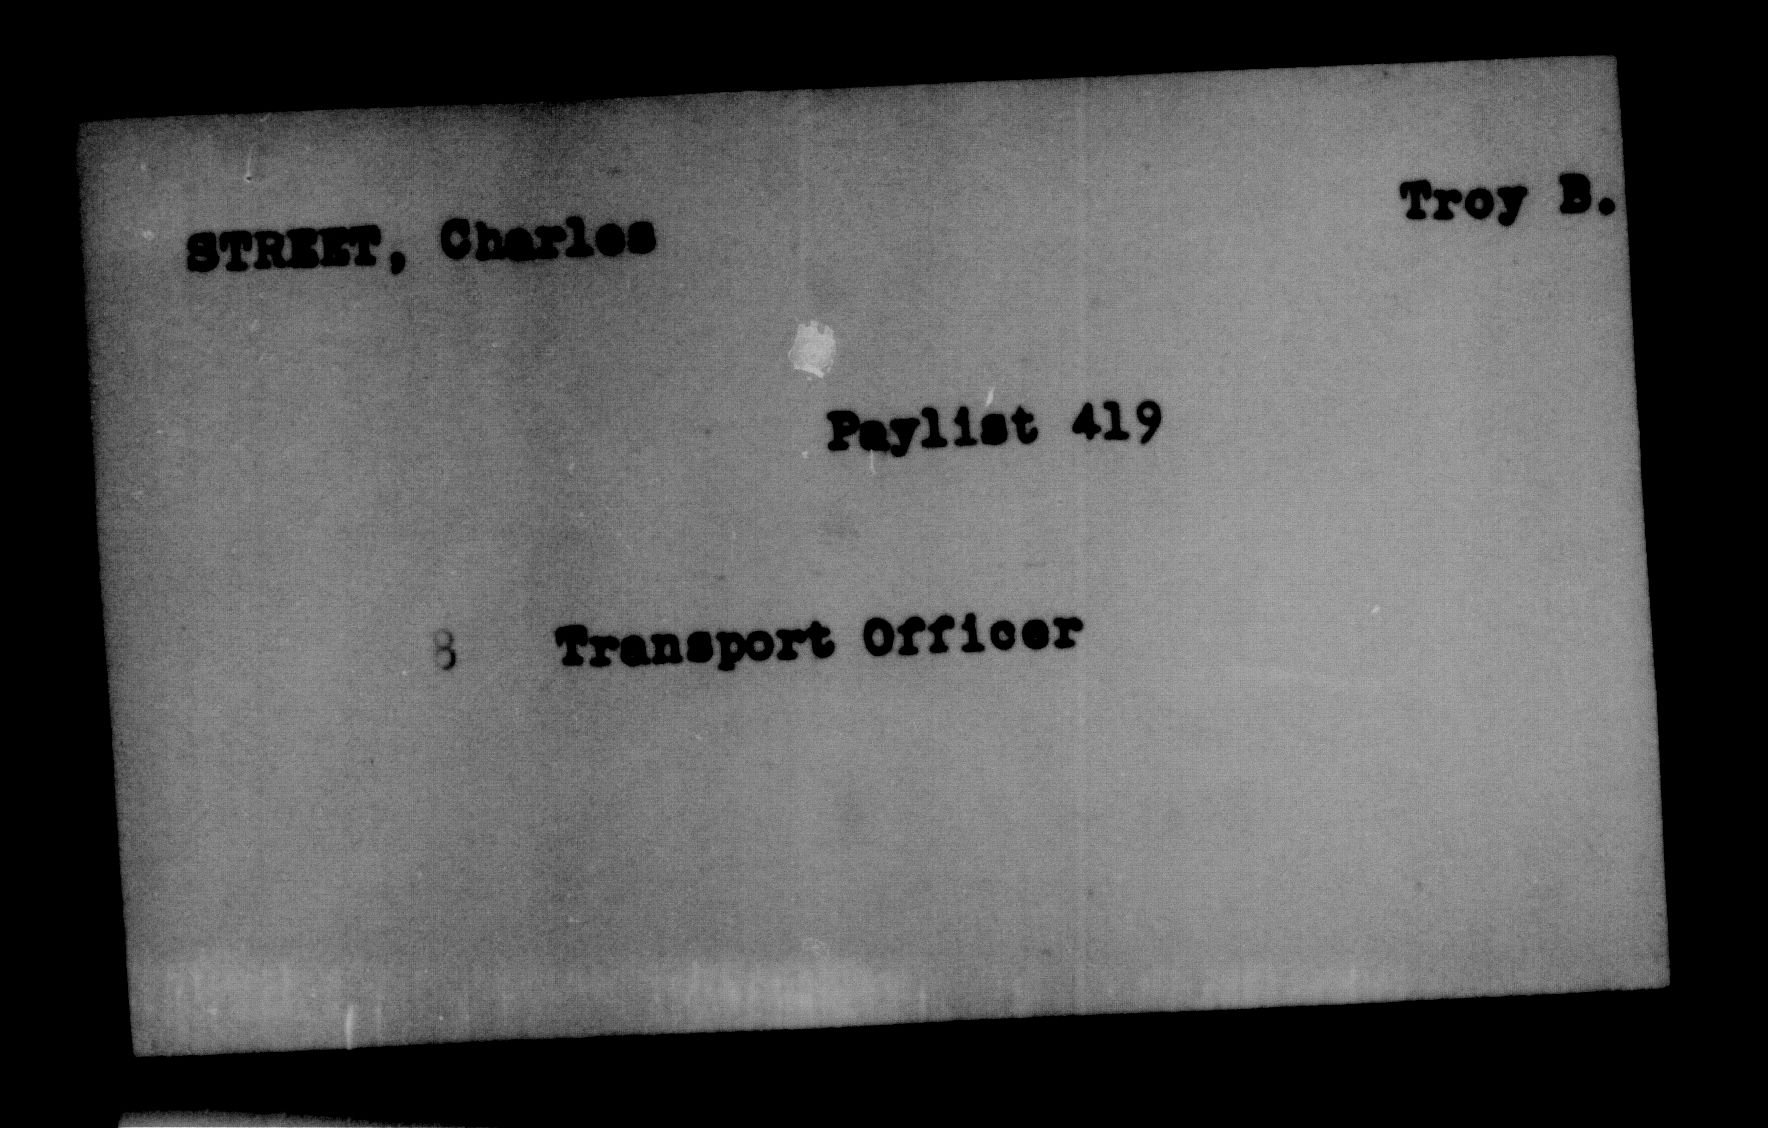 Troy B.
STREET, Charles
Paylist 419
8 Transport Officer